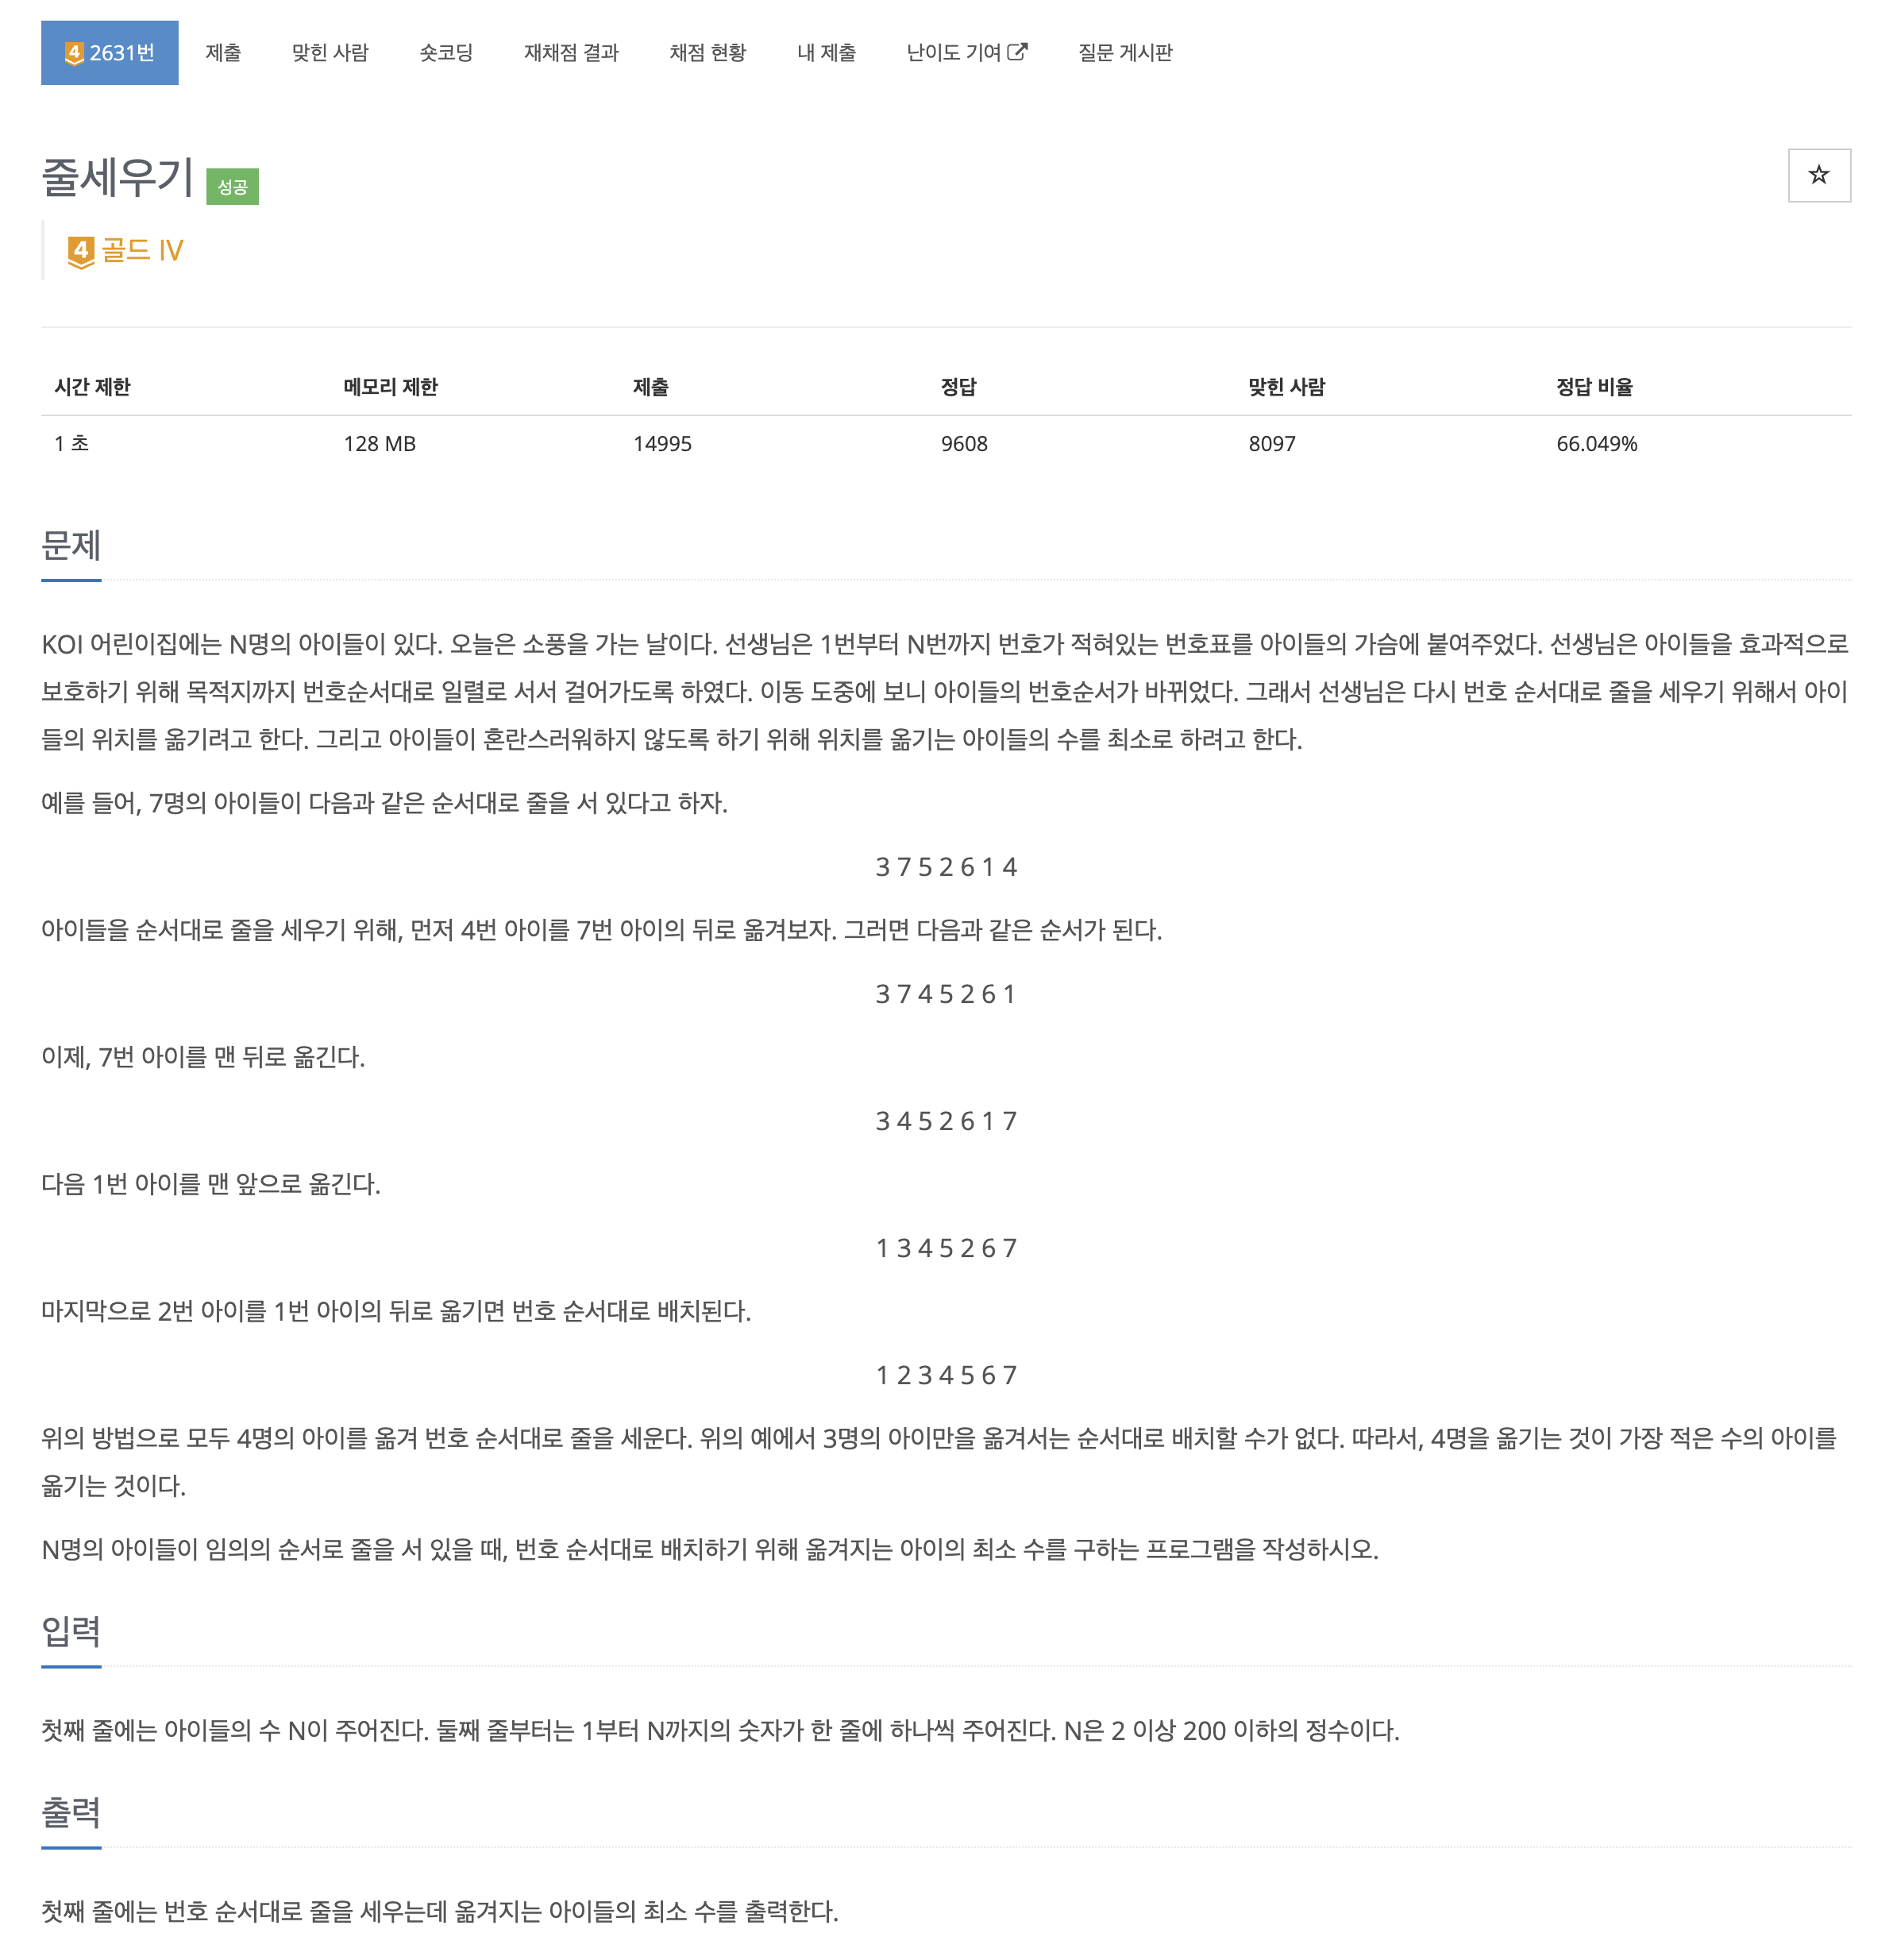 4 2631번 제출 맞힌 사람 숏코딩 재채점 결과 채점 현황 내 제출 난이도 기여 질문 게시판
줄세우기 성공
4 골드 IV
시간 제한 메모리 제한 제출 정답 맞힌 사람 정답 비율
1 초 128 MB 14995 9608 8097 66.049%
문제
KOI 어린이집에는 N명의 아이들이 있다. 오늘은 소풍을 가는 날이다. 선생님은 1번부터 N번까지 번호가 적혀있는 번호표를 아이들의 가슴에 붙여주었다. 선생님은 아이들을 효과적으로
보호하기 위해 목적지까지 번호순서대로 일렬로 서서 걸어가도록 하였다. 이동 도중에 보니 아이들의 번호순서가 바뀌었다. 그래서 선생님은 다시 번호 순서대로 줄을 세우기 위해서 아이
들의 위치를 옮기려고 한다. 그리고 아이들이 혼란스러워하지 않도록 하기 위해 위치를 옮기는 아이들의 수를 최소로 하려고 한다.
예를 들어, 7명의 아이들이 다음과 같은 순서대로 줄을 서 있다고 하자.
3 7 5 2 6 1 4
아이들을 순서대로 줄을 세우기 위해, 먼저 4번 아이를 7번 아이의 뒤로 옮겨보자. 그러면 다음과 같은 순서가 된다.
3 7 4 5 2 6 1
이제, 7번 아이를 맨 뒤로 옮긴다.
3 4 5 2 6 1 7
다음 1번 아이를 맨 앞으로 옮긴다.
1 3 4 5 2 6 7
마지막으로 2번 아이를 1번 아이의 뒤로 옮기면 번호 순서대로 배치된다.
1 2 3 4 5 6 7
위의 방법으로 모두 4명의 아이를 옮겨 번호 순서대로 줄을 세운다. 위의 예에서 3명의 아이만을 옮겨서는 순서대로 배치할 수가 없다. 따라서, 4명을 옮기는 것이 가장 적은 수의 아이를
옮기는 것이다.
N명의 아이들이 임의의 순서로 줄을 서 있을 때, 번호 순서대로 배치하기 위해 옮겨지는 아이의 최소 수를 구하는 프로그램을 작성하시오.
입력
첫째 줄에는 아이들의 수 N이 주어진다. 둘째 줄부터는 1부터 N까지의 숫자가 한 줄에 하나씩 주어진다. N은 2 이상 200 이하의 정수이다.
출력
첫째 줄에는 번호 순서대로 줄을 세우는데 옮겨지는 아이들의 최소 수를 출력한다.